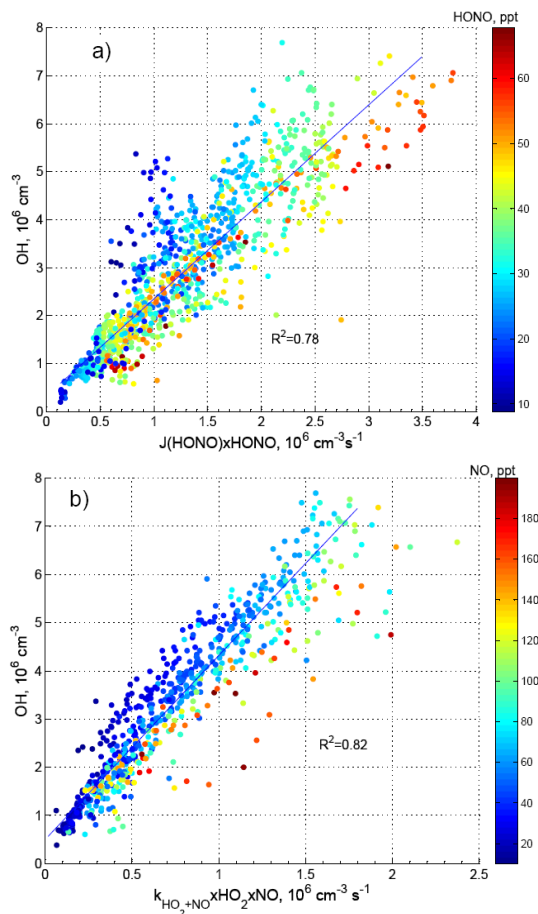 HONO, ppt
a)
8
7
6
5
4
3
2
1
0
OH, 10⁶ cm⁻³
R²=0.78
60
50
40
30
20
10
0 0.5 1 1.5 2 2.5 3 3.5 4
J(HONO)xHONO, 10⁶ cm⁻³s⁻¹
NO, ppt
b)
8
7
6
5
4
3
2
1
0
OH, 10⁶ cm⁻³
R²=0.82
180
160
140
120
100
80
60
40
20
0 0.5 1 1.5 2 2.5
k_HO₂+NO xHO₂xNO, 10⁶ cm⁻³ s⁻¹